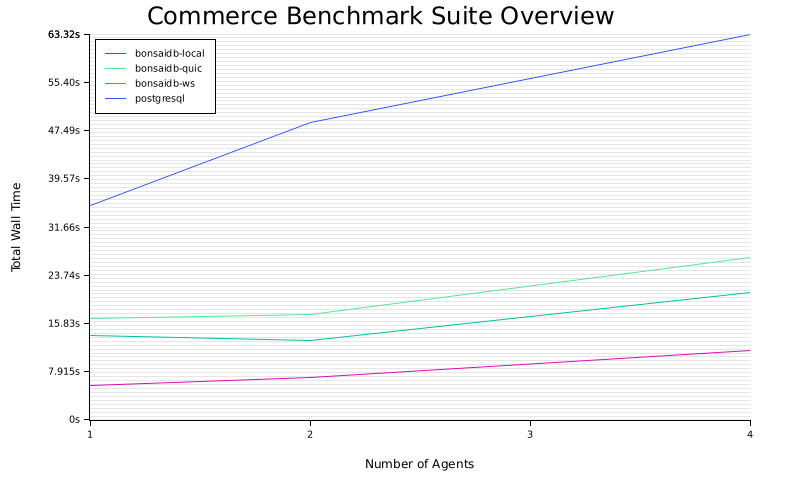 Commerce Benchmark Suite Overview
63.32s
55.40s
47.49s
39.57s
31.66s
23.74s
15.83s
7.915s
0s
bonsaidb-local
bonsaidb-quic
bonsaidb-ws
postgresql
Total Wall Time
1 2 3 4
Number of Agents